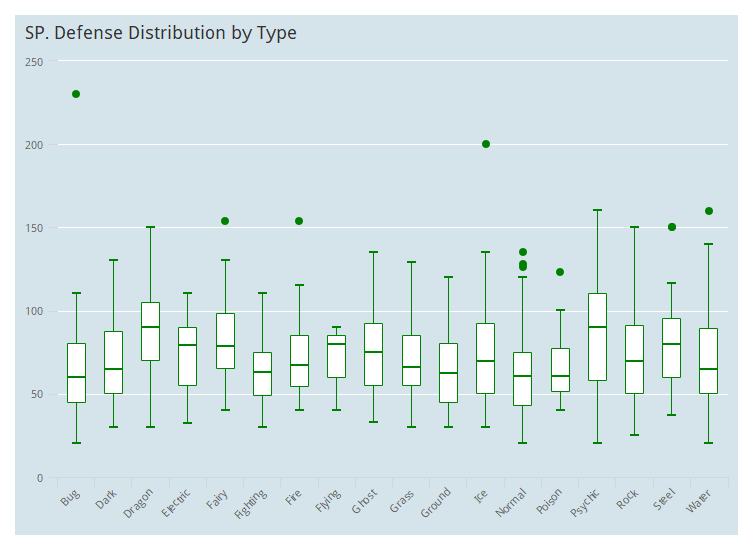 SP. Defense Distribution by Type
250
200
150
100
50
0
Bug
Dark
Dragon
Electric
Fairy
Fighting
Fire
Flying
Ghost
Grass
Ground
Ice
Normal
Poison
Psychic
Rock
Steel
Water